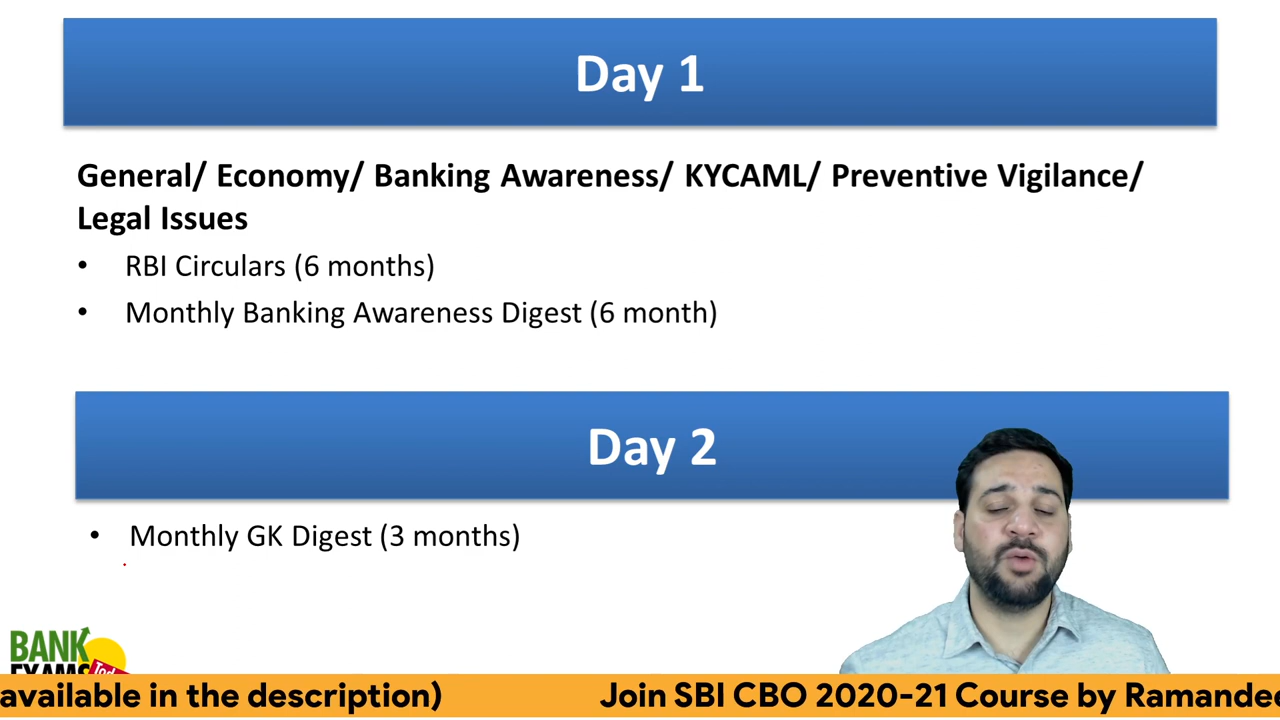 Day 1
General/ Economy/ Banking Awareness/ KYCAML/ Preventive Vigilance/
Legal Issues
• RBI Circulars (6 months)
• Monthly Banking Awareness Digest (6 month)
Day 2
• Monthly GK Digest (3 months)
BANK
EXAMS
available in the description) Join SBI CBO 2020-21 Course by